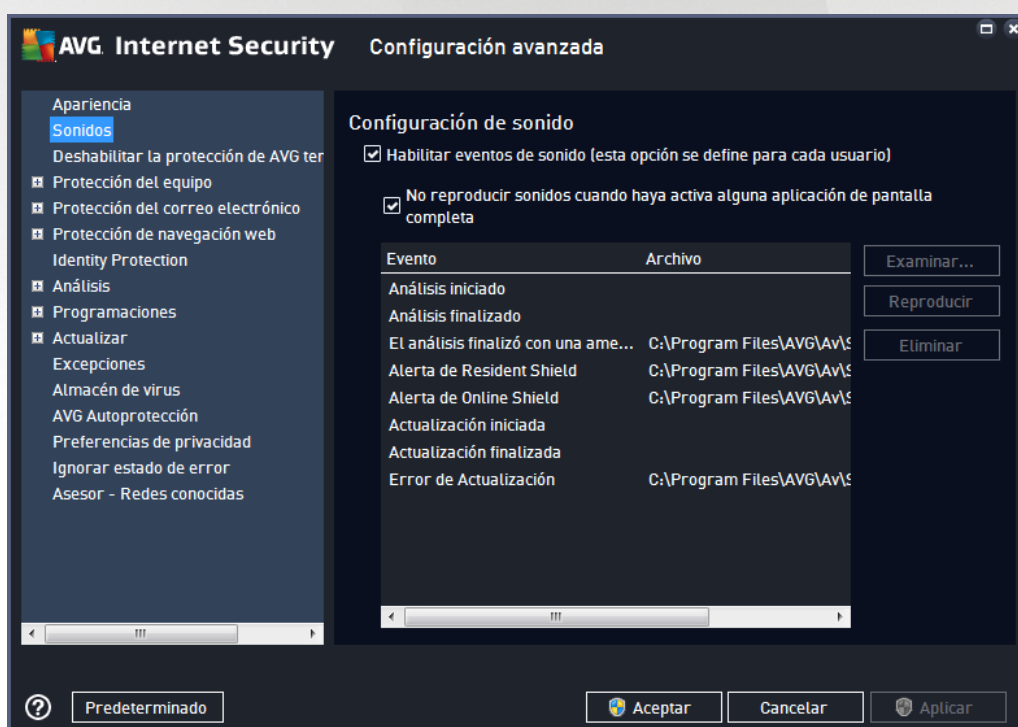 AVG. Internet Security Configuración avanzada
Apariencia
Sonidos
Deshabilitar la protección de AVG ter
Protección del equipo
Protección del correo electrónico
Protección de navegación web
Identity Protection
Análisis
Programaciones
Actualizar
Excepciones
Almacén de virus
AVG Autoprotección
Preferencias de privacidad
Ignorar estado de error
Asesor - Redes conocidas
Configuración de sonido
Habilitar eventos de sonido (esta opción se define para cada usuario)
No reproducir sonidos cuando haya activa alguna aplicación de pantalla
completa
Evento Archivo
Análisis iniciado
Análisis finalizado
El análisis finalizó con una ame... C:\Program Files\AVG\Av\S
Alerta de Resident Shield C:\Program Files\AVG\Av\S
Alerta de Online Shield C:\Program Files\AVG\Av\S
Actualización iniciada
Actualización finalizada
Error de Actualización C:\Program Files\AVG\Av\S
Examinar...
Reproducir
Eliminar
? Predeterminado Aceptar Cancelar Aplicar